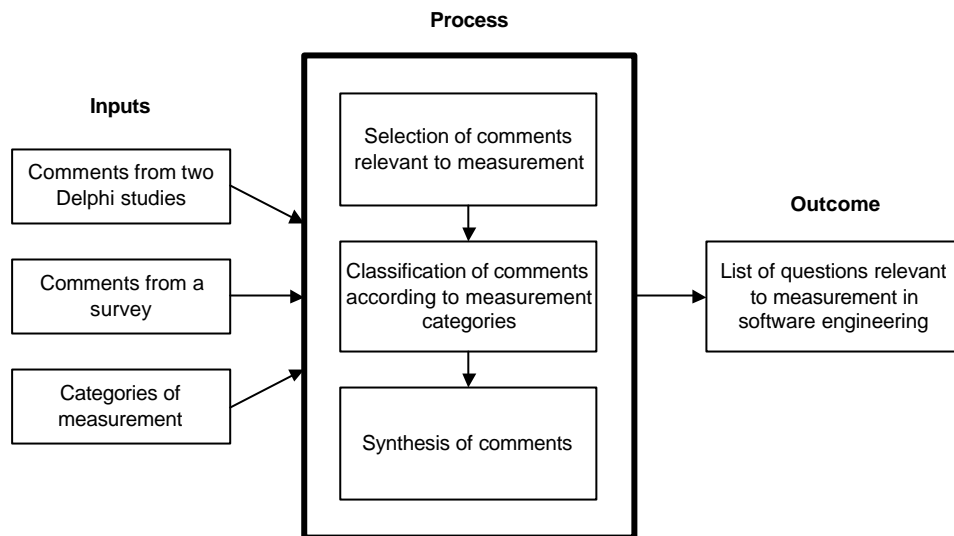 Process
Inputs
Comments from two
Delphi studies
Comments from a
survey
Categories of
measurement
Selection of comments
relevant to measurement
Classification of comments
according to measurement
categories
Synthesis of comments
Outcome
List of questions relevant
to measurement in
software engineering